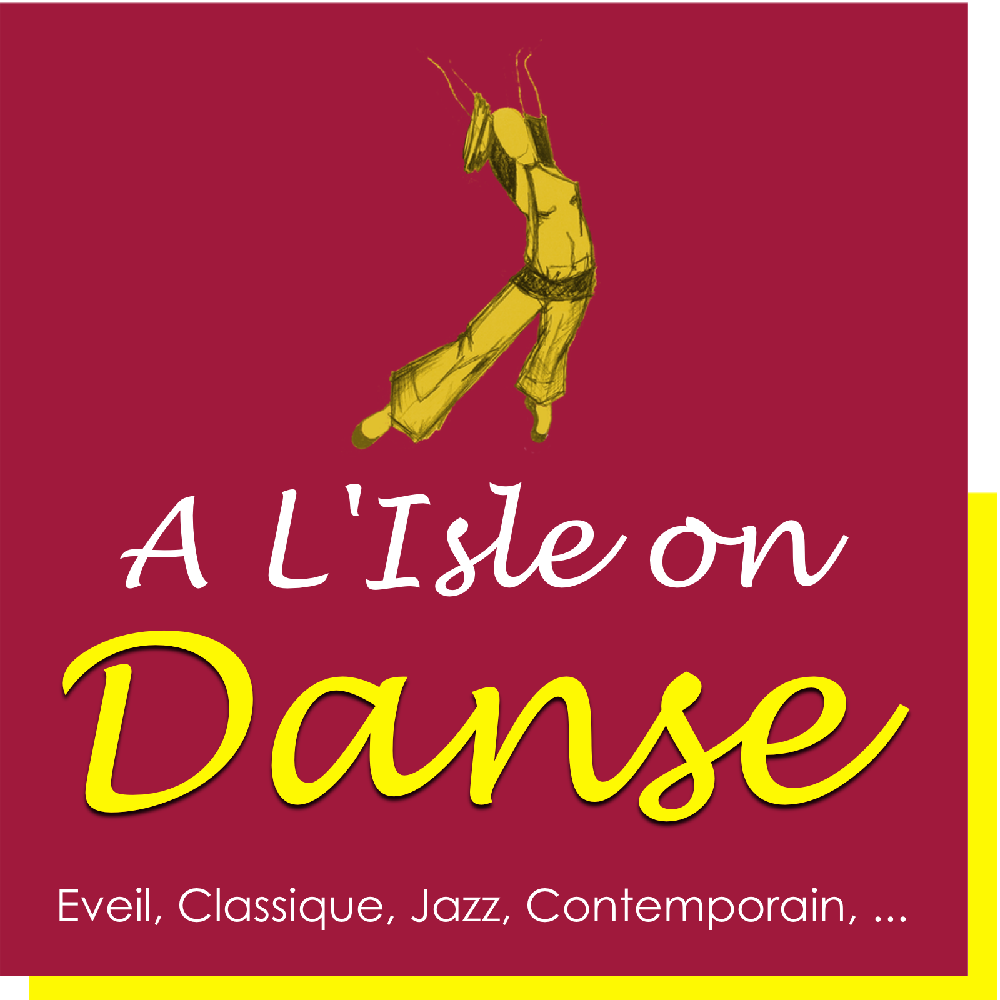 A L'Isle on
Danse
Eveil, Classique, Jazz, Contemporain, ...